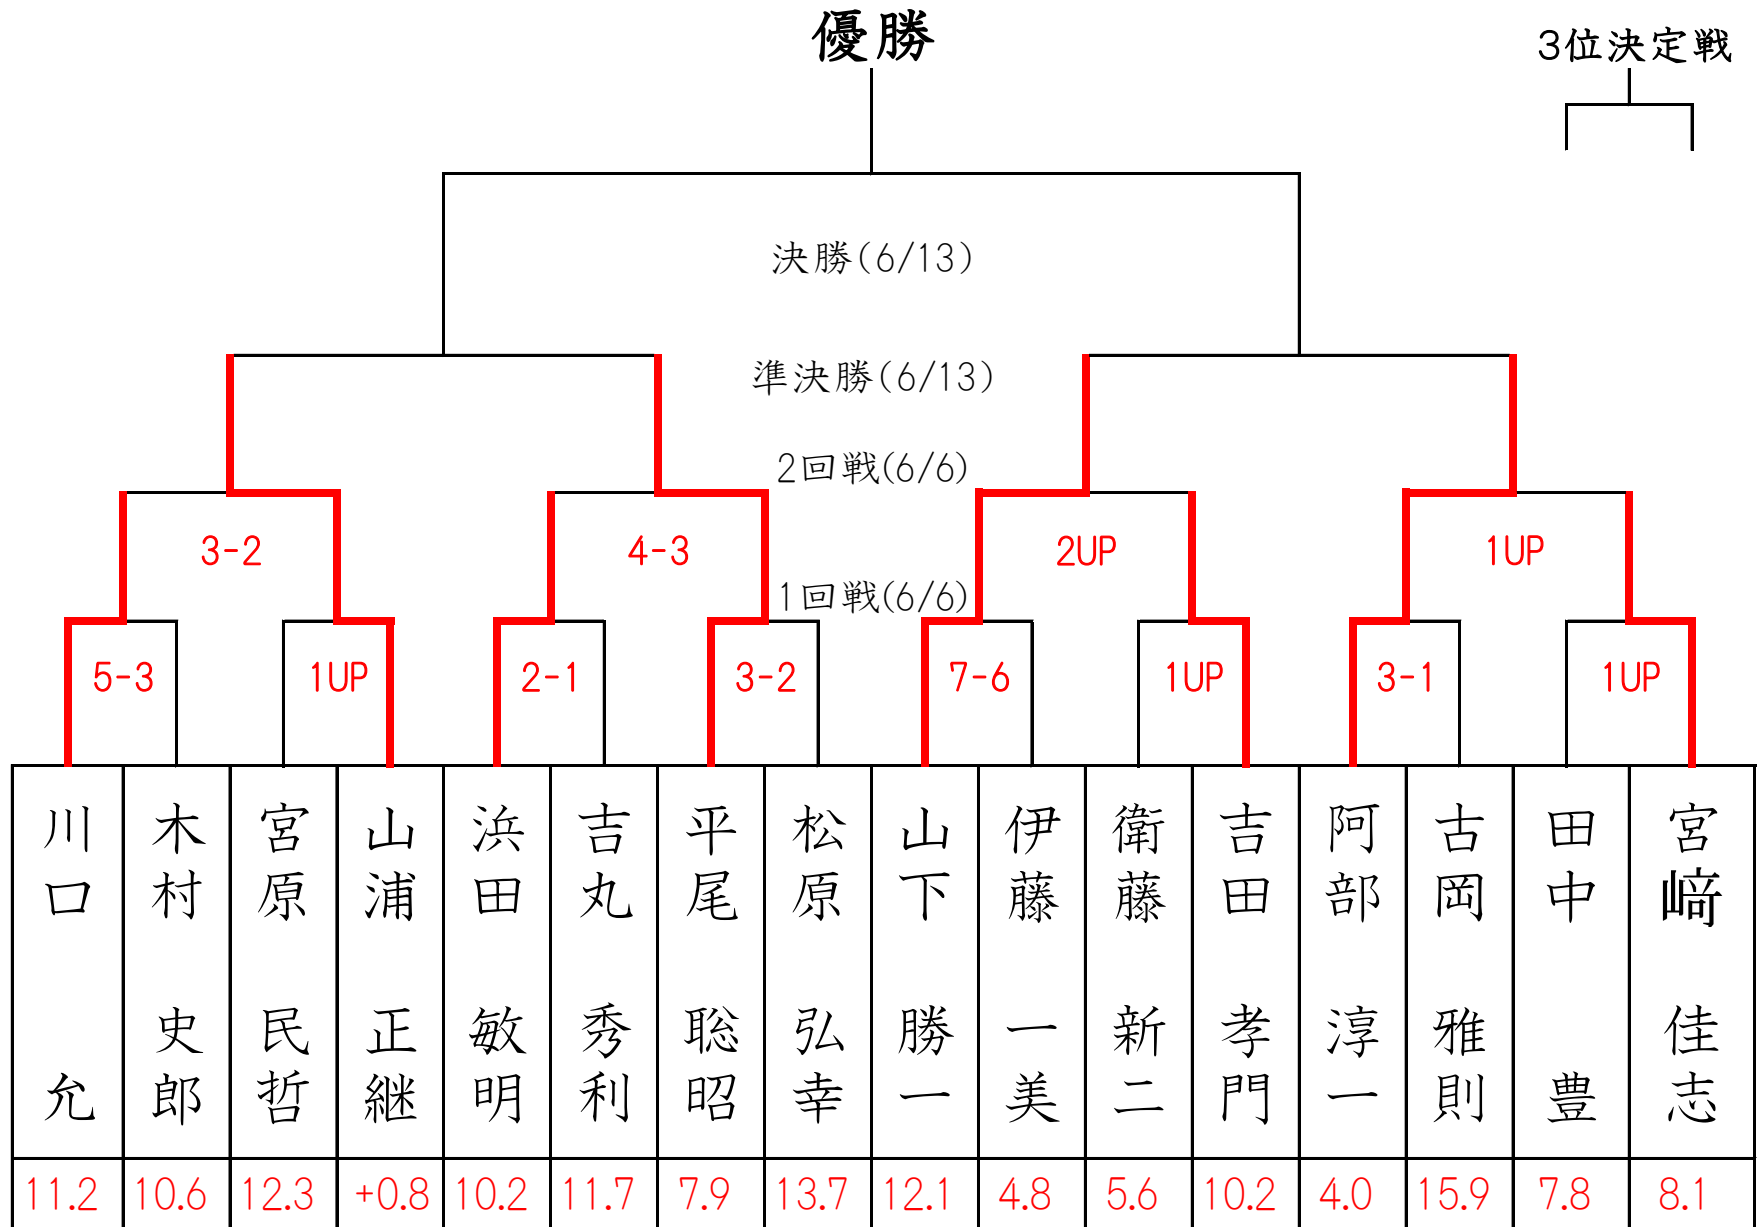 優勝
3位決定戦
決勝(6/13)
準決勝(6/13)
2回戦(6/6)
3-2 4-3 2UP 1UP
1回戦(6/6)
5-3 1UP 2-1 3-2 7-6 1UP 3-1 1UP
川口 允
木村 史郎
宮原 民哲
山浦 正継
浜田 敏明
吉丸 秀利
平尾 聡昭
松原 弘幸
山下 勝一
伊藤 一美
衛藤 新二
吉田 孝門
阿部 淳一
古岡 雅則
田中 豊
宮﨑 佳志
11.2 10.6 12.3 +0.8 10.2 11.7 7.9 13.7 12.1 4.8 5.6 10.2 4.0 15.9 7.8 8.1